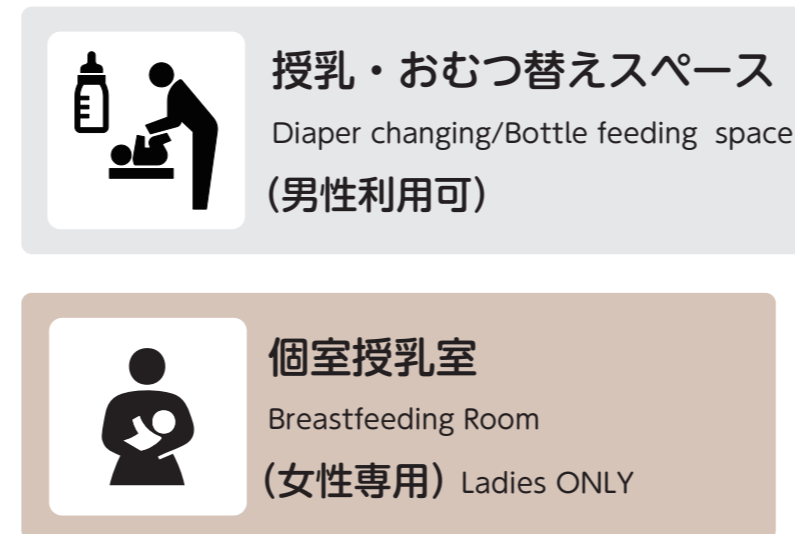 授乳・おむつ替えスペース
Diaper changing/Bottle feeding space
(男性利用可)
個室授乳室
Breastfeeding Room
(女性専用) Ladies ONLY